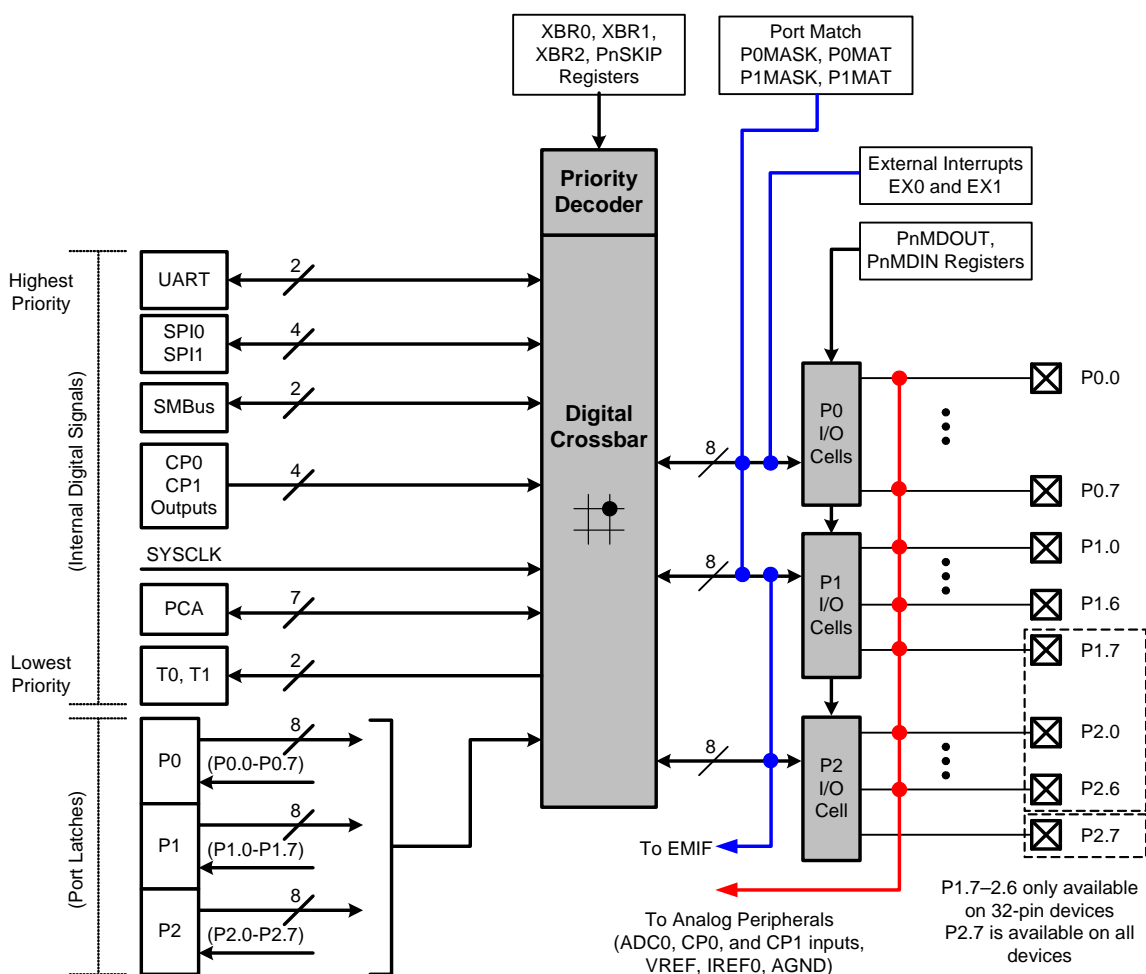 XBR0, XBR1,
XBR2, PnSKIP
Registers
Port Match
P0MASK, P0MAT
P1MASK, P1MAT
External Interrupts
EX0 and EX1
Priority
Decoder
PnMDOUT,
PnMDIN Registers
Highest
Priority
UART
2
SPI0
SPI1
4
SMBus
2
CP0
CP1
Outputs
4
SYSCLK
PCA
7
Lowest
Priority
T0, T1
2
(Internal Digital Signals)
Digital
Crossbar
8
8
8
P0
I/O
Cells
P1
I/O
Cells
P2
I/O
Cell
P0.0
P0.7
P1.0
P1.6
P1.7
P2.0
P2.6
P2.7
(Port Latches)
P0
8
(P0.0-P0.7)
P1
8
(P1.0-P1.7)
P2
8
(P2.0-P2.7)
To EMIF
To Analog Peripherals
(ADC0, CP0, and CP1 inputs,
VREF, IREF0, AGND)
P1.7–2.6 only available
on 32-pin devices
P2.7 is available on all
devices